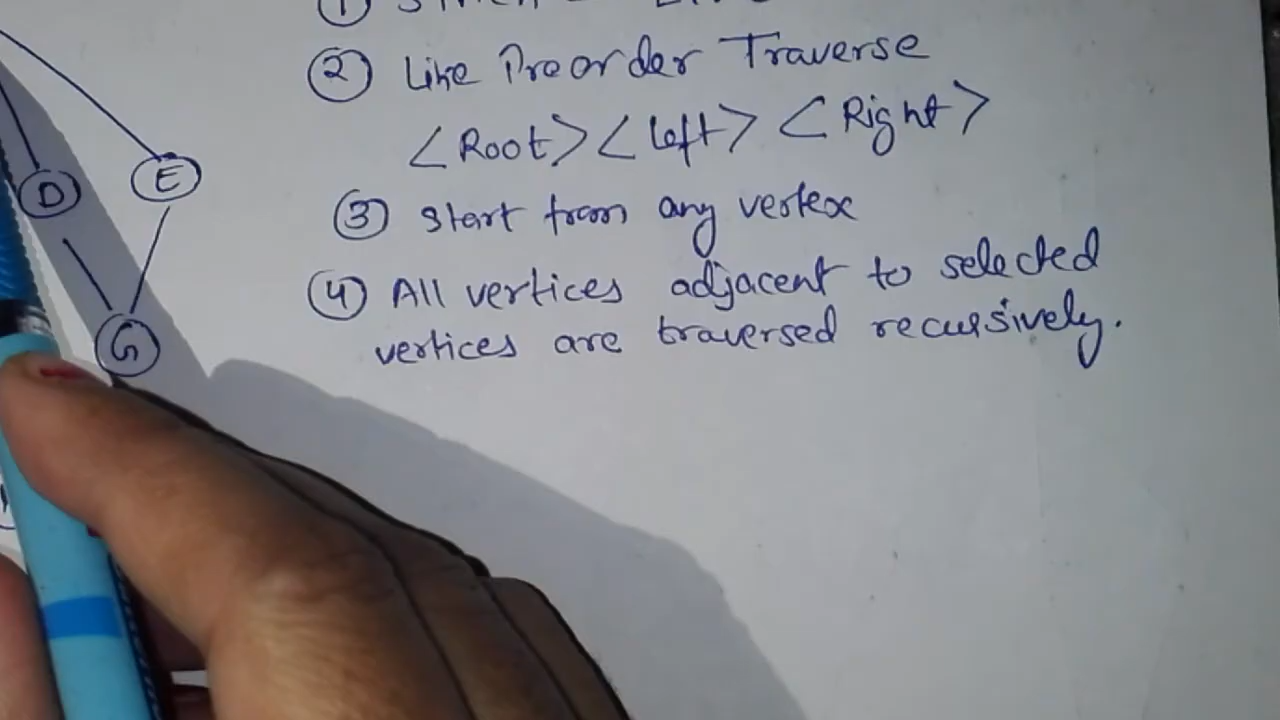 ② Like Preorder Traverse
<Root><Left><Right>
③ Start from any vertex
④ All vertices adjacent to selected
vertices are traversed recursively.
D
E
G